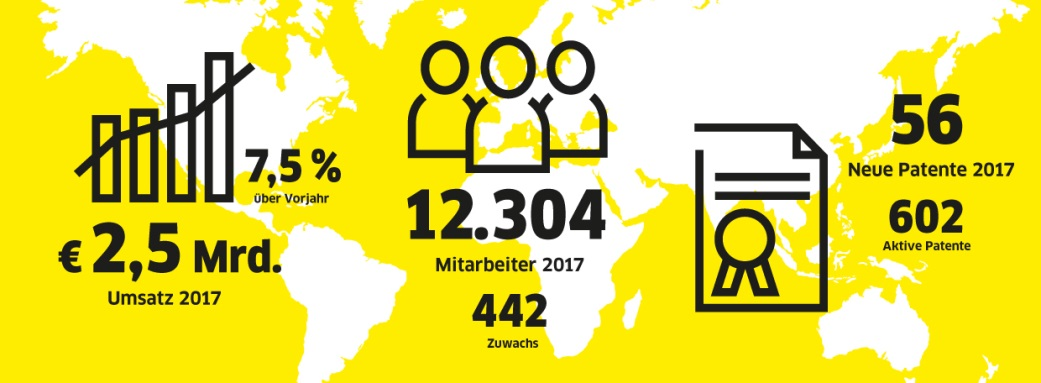 7,5 %
über Vorjahr
€ 2,5 Mrd.
Umsatz 2017
12.304
Mitarbeiter 2017
442
Zuwachs
56
Neue Patente 2017
602
Aktive Patente